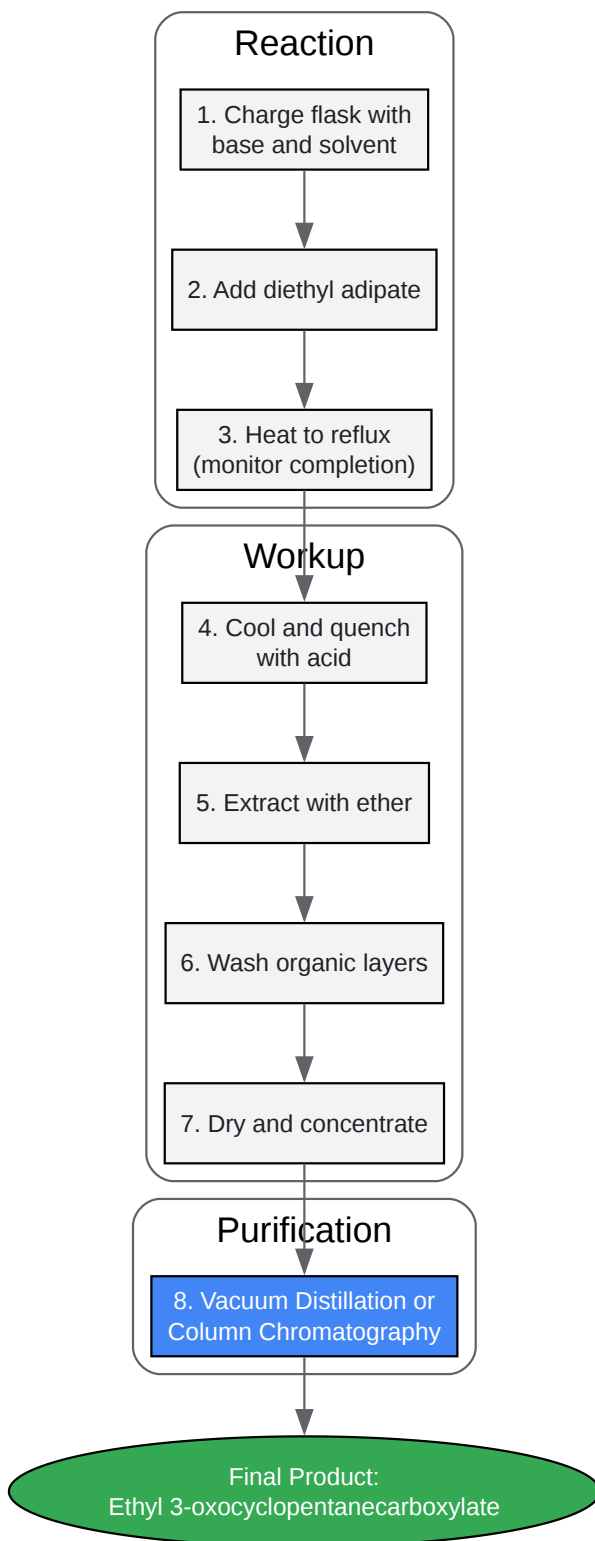 Reaction
1. Charge flask with
base and solvent
2. Add diethyl adipate
3. Heat to reflux
(monitor completion)
Workup
4. Cool and quench
with acid
5. Extract with ether
6. Wash organic layers
7. Dry and concentrate
Purification
8. Vacuum Distillation or
Column Chromatography
Final Product:
Ethyl 3-oxocyclopentanecarboxylate